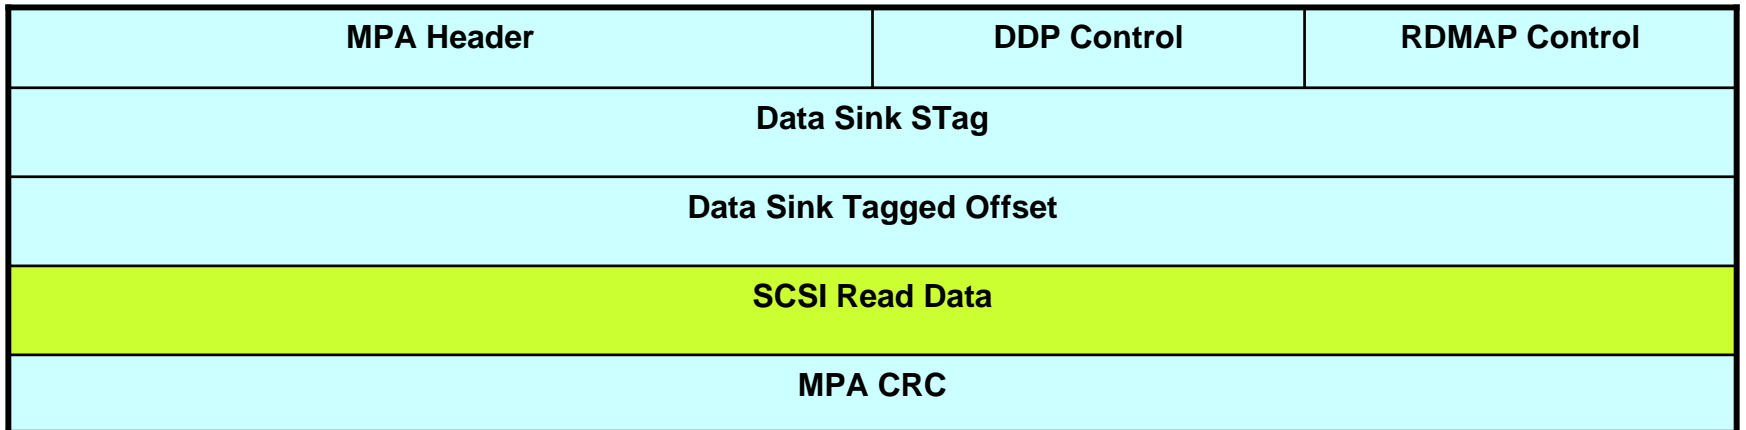 MPA Header DDP Control RDMAP Control
Data Sink STag
Data Sink Tagged Offset
SCSI Read Data
MPA CRC